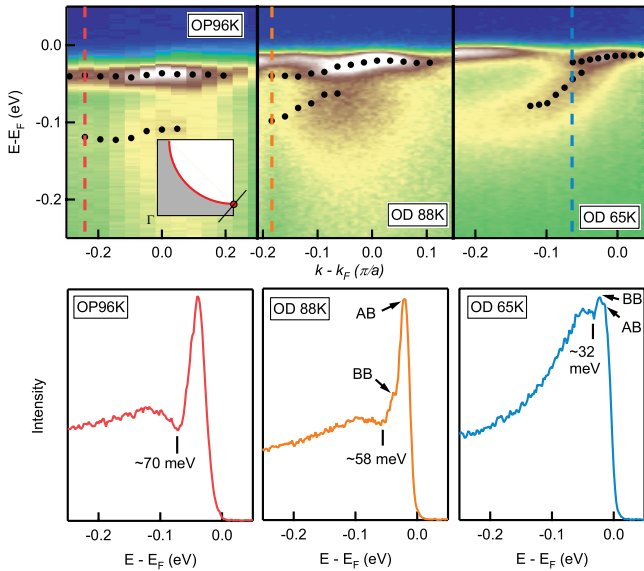 OP96K
OD 88K
OD 65K
E-E_F (eV)
0.0
-0.1
-0.2
Γ
-0.2 -0.1 0.0 0.1 0.2
-0.2 -0.1 0.0 0.1
-0.2 -0.1 0.0
k - k_F (π/a)
OP96K
OD 88K
OD 65K
AB
BB
BB
AB
~70 meV
~58 meV
~32
meV
Intensity
-0.2 -0.1 0.0
-0.2 -0.1 0.0
-0.2 -0.1 0.0
E - E_F (eV)
E - E_F (eV)
E - E_F (eV)